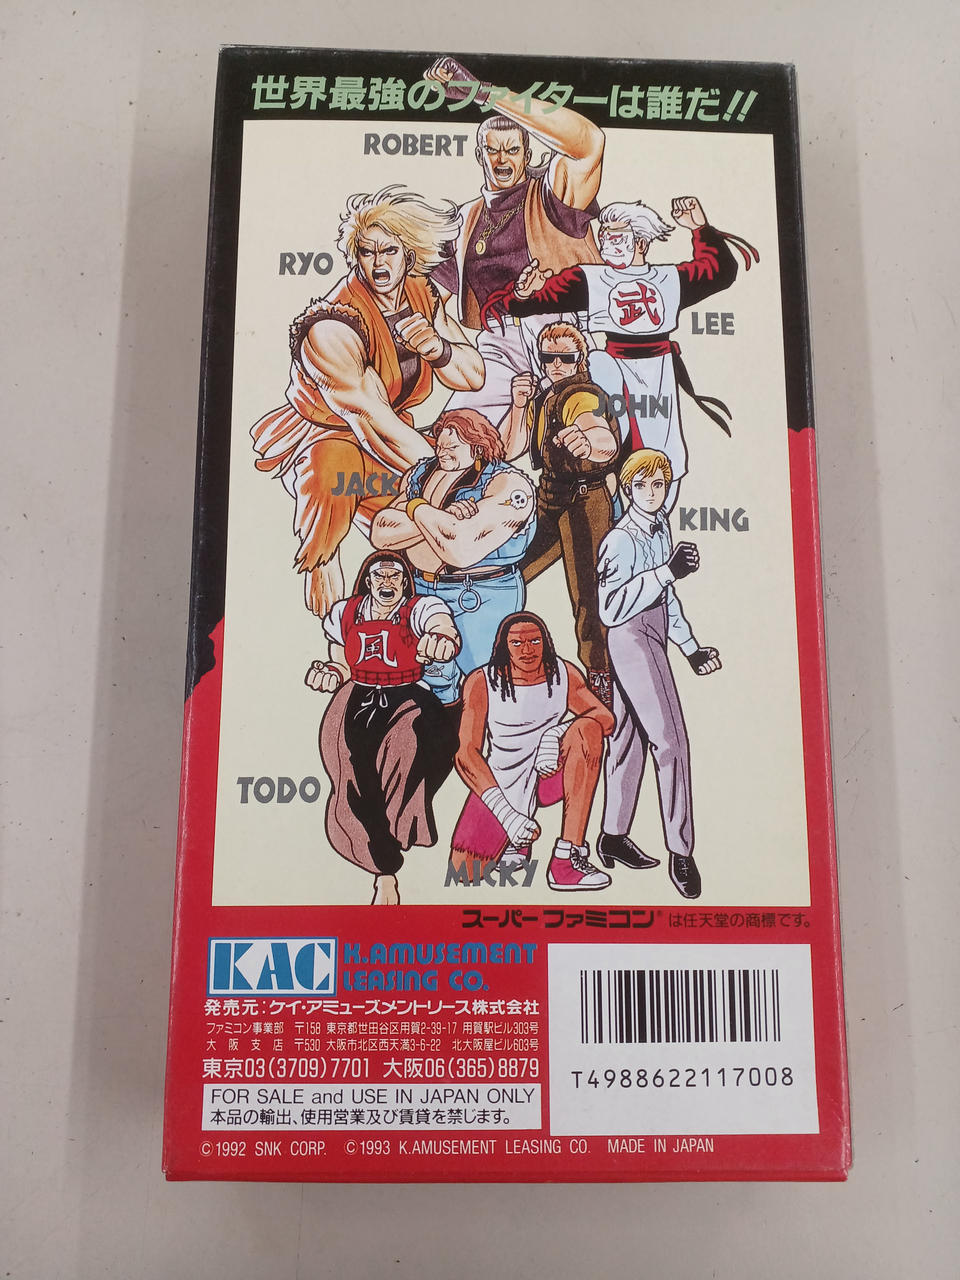 世界最強のファイターは誰だ!!
ROBERT
RYO
武
LEE
JOHN
JACK
KING
風
TODO
MICKY
スーパーファミコン®は任天堂の商標です。
KAC K.AMUSEMENT
LEASING CO.
発売元:ケイ・アミューズメントリース株式会社
ファミコン事業部 〒158 東京都世田谷区用賀2-39-17 用賀駅ビル303号
大阪支店 〒530 大阪市北区西天満3-6-22 北大阪屋ビル603号
東京03(3709)7701 大阪06(365)8879
FOR SALE and USE IN JAPAN ONLY
本品の輸出、使用営業及び賃貸を禁じます。
T4988622117008
©1992 SNK CORP. ©1993 K.AMUSEMENT LEASING CO. MADE IN JAPAN